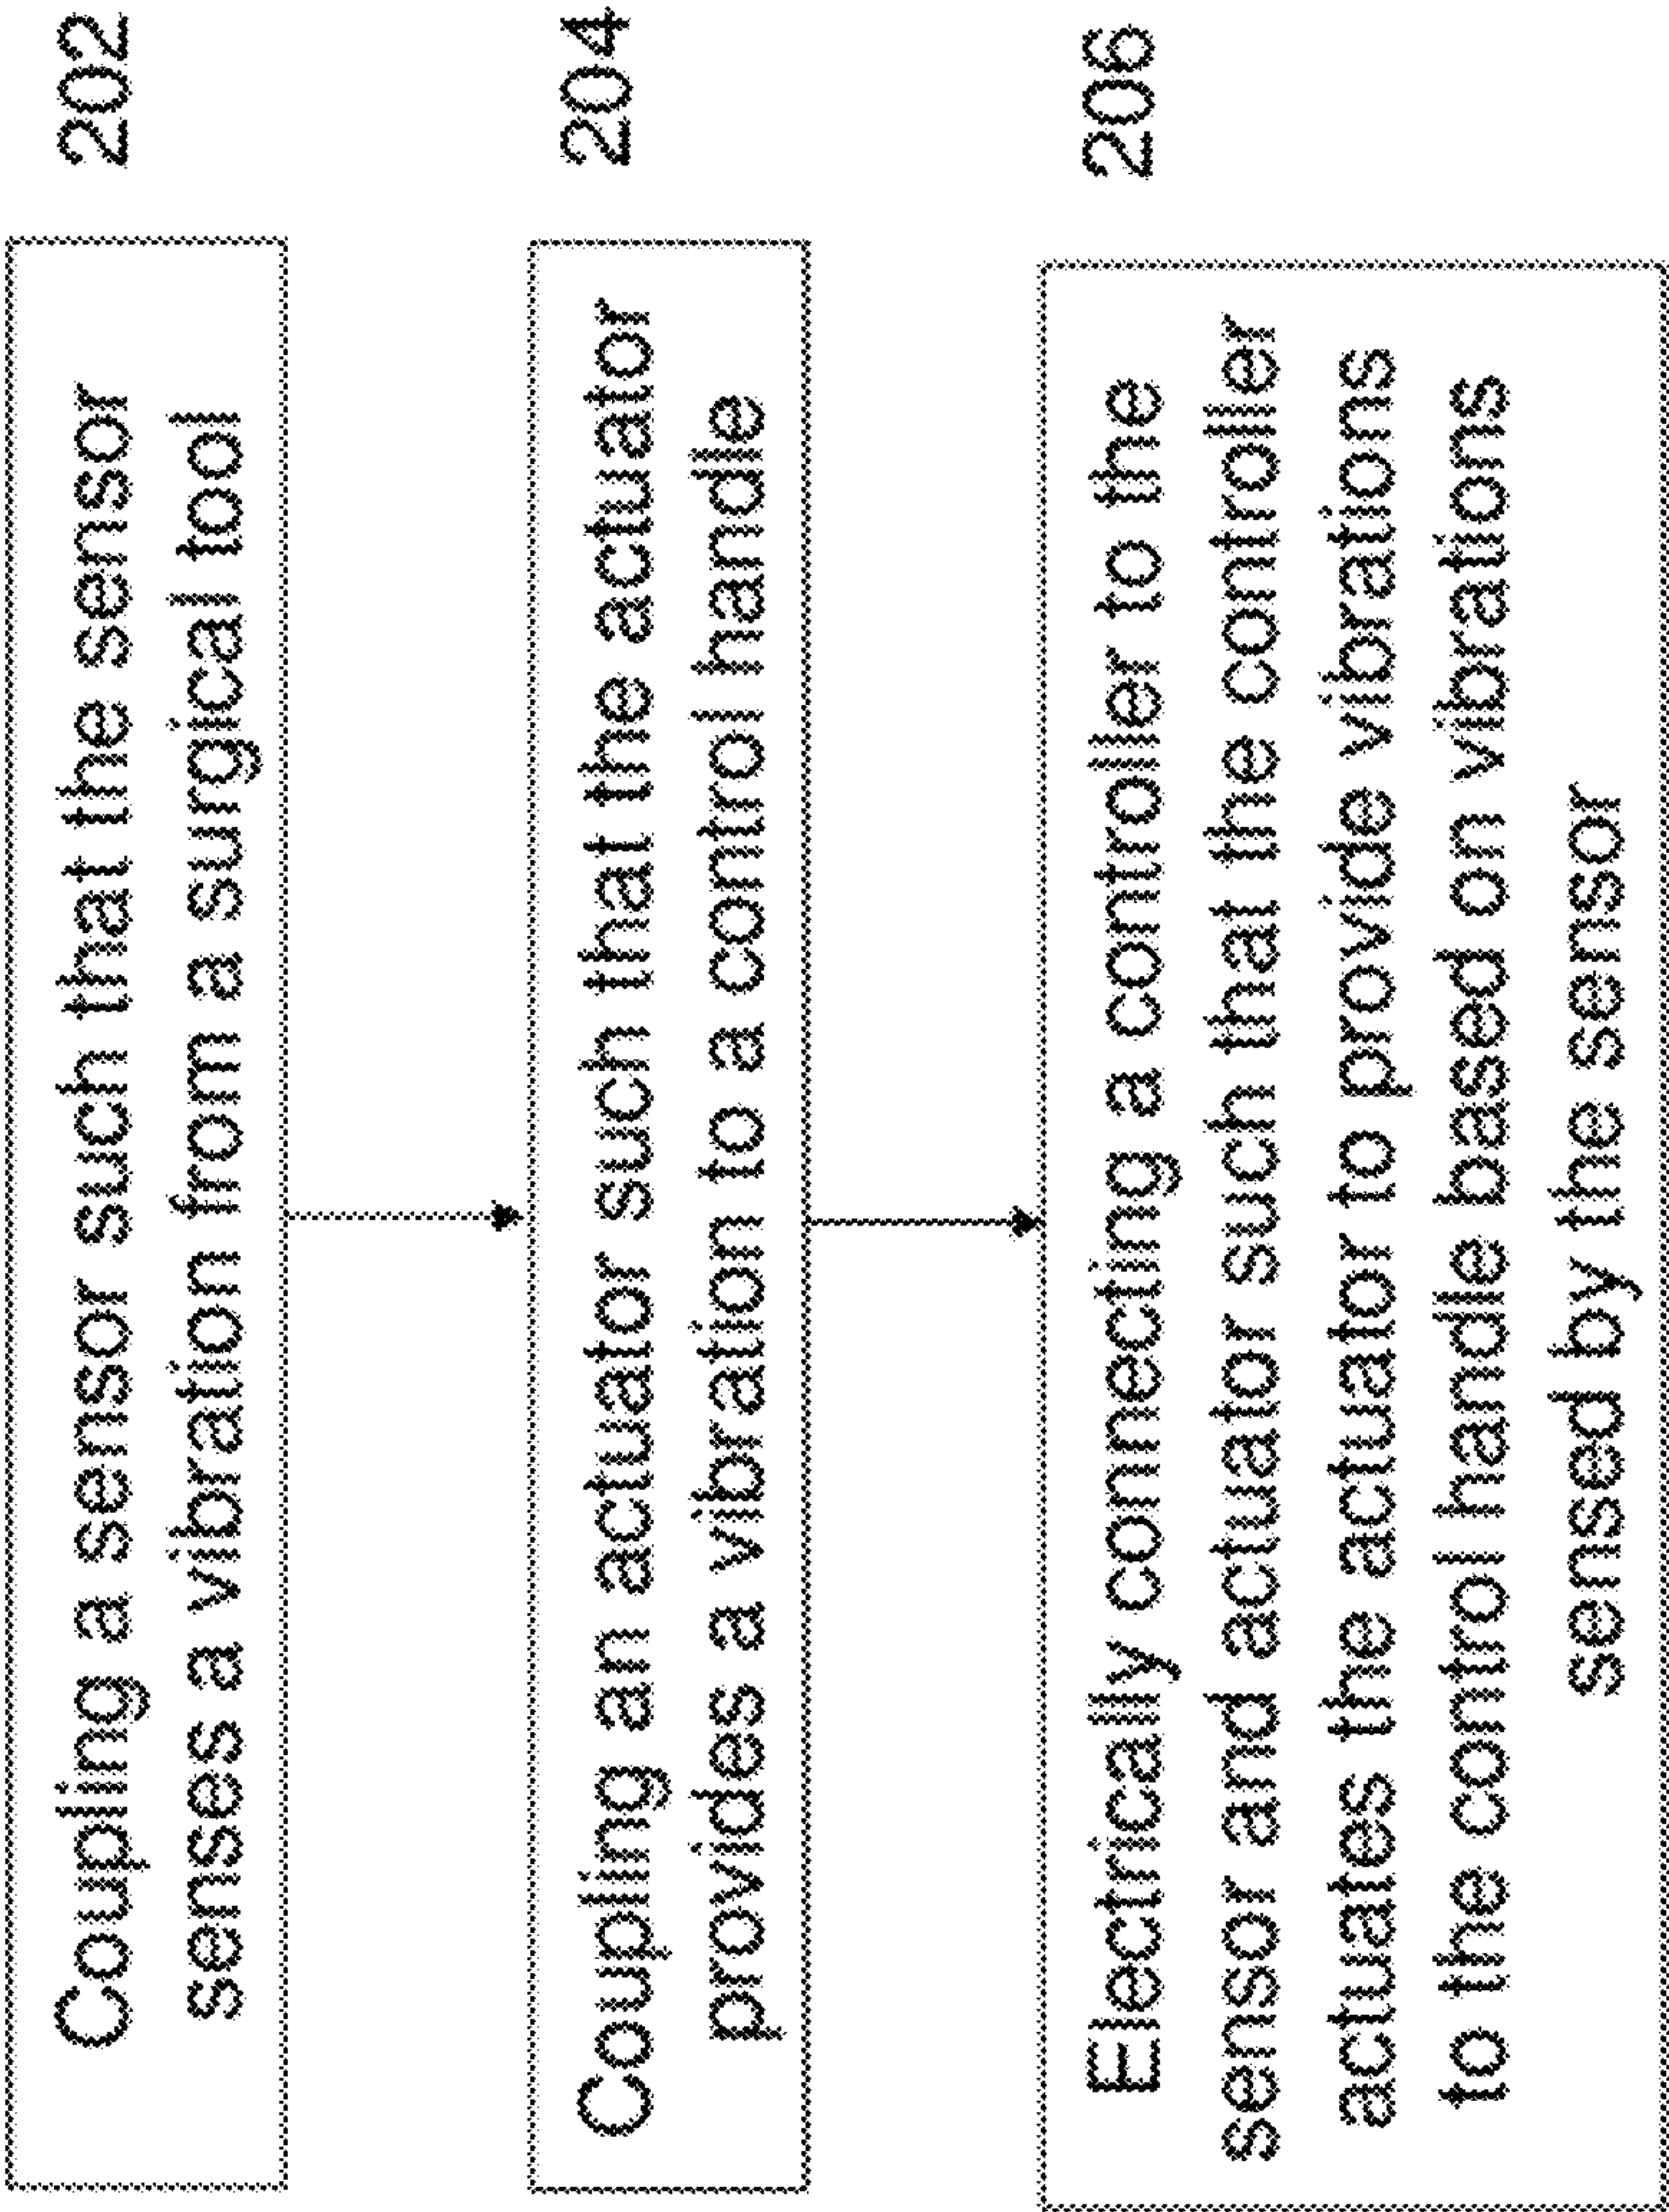 Coupling a sensor such that the sensor
senses a vibration from a surgical tool
202
Coupling an actuator such that the actuator
provides a vibration to a control handle
204
Electrically connecting a controller to the
sensor and actuator such that the controller
actuates the actuator to provide vibrations
to the control handle based on vibrations
sensed by the sensor
206